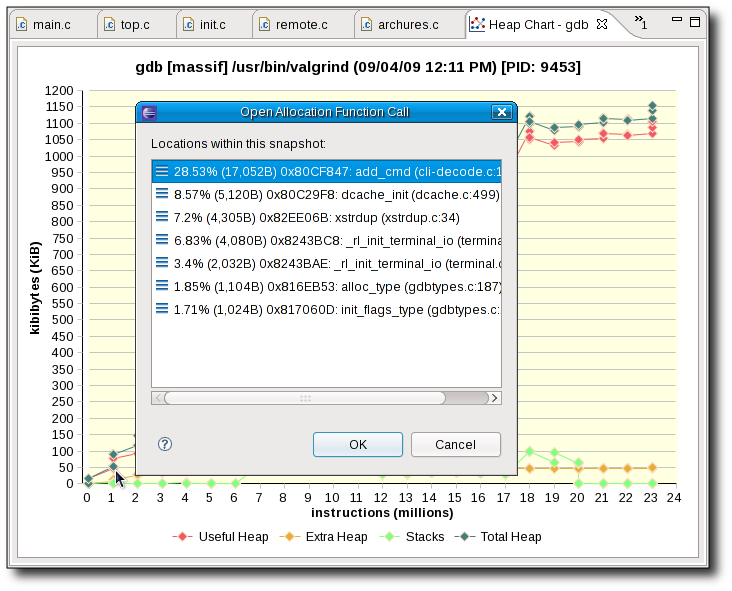 main.c
top.c
init.c
remote.c
archures.c
Heap Chart - gdb
»1
gdb [massif] /usr/bin/valgrind (09/04/09 12:11 PM) [PID: 9453]
Open Allocation Function Call
Locations within this snapshot:
28.53% (17,052B) 0x80CF847: add_cmd (cli-decode.c:1
8.57% (5,120B) 0x80C29F8: dcache_init (dcache.c:499)
7.2% (4,305B) 0x82EE06B: xstrdup (xstrdup.c:34)
6.83% (4,080B) 0x8243BC8: _rl_init_terminal_io (termina
3.4% (2,032B) 0x8243BAE: _rl_init_terminal_io (terminal.c
1.85% (1,104B) 0x816EB53: alloc_type (gdbtypes.c:187)
1.71% (1,024B) 0x817060D: init_flags_type (gdbtypes.c:
?
OK
Cancel
kibibytes (KiB)
1200
1150
1100
1050
1000
950
900
850
800
750
700
650
600
550
500
450
400
350
300
250
200
150
100
50
0
0 1 2 3 4 5 6 7 8 9 10 11 12 13 14 15 16 17 18 19 20 21 22 23 24
instructions (millions)
Useful Heap
Extra Heap
Stacks
Total Heap